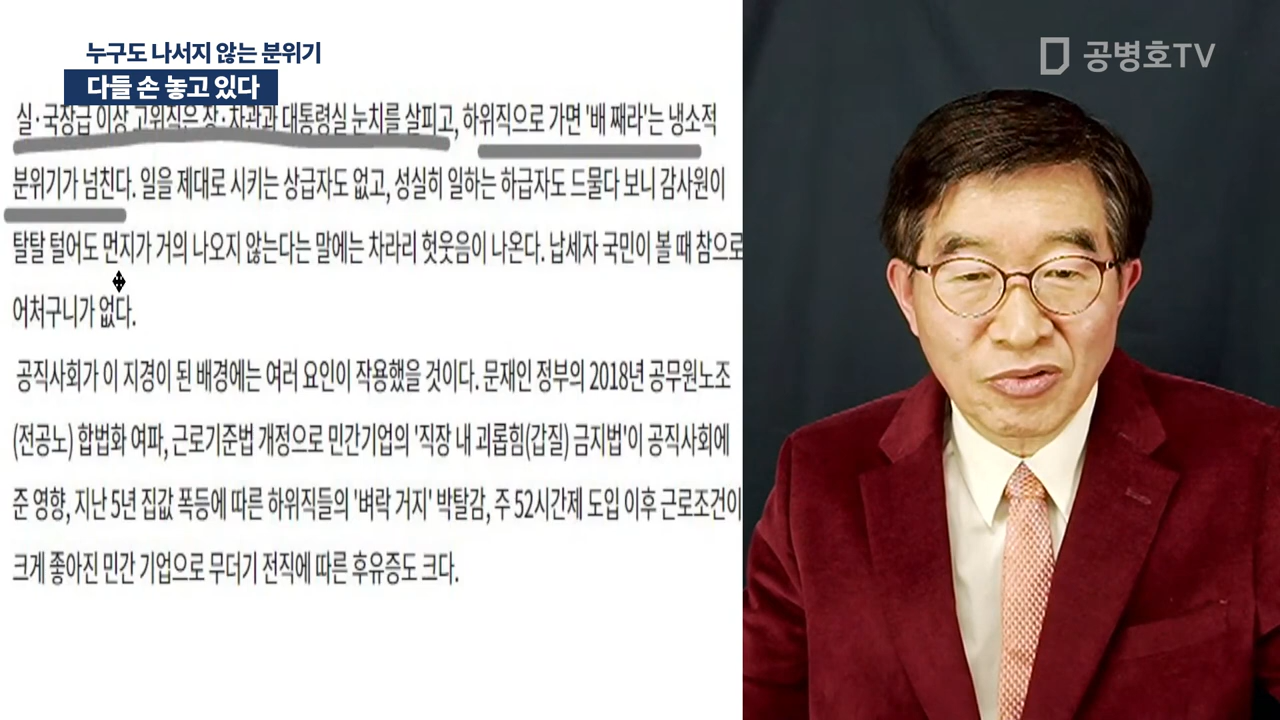 누구도 나서지 않는 분위기
다들 손 놓고 있다
공병호TV
실·국장급 이상 고위직은 장·차관과 대통령실 눈치를 살피고, 하위직으로 가면 '배 째라'는 냉소적
분위기가 넘친다. 일을 제대로 시키는 상급자도 없고, 성실히 일하는 하급자도 드물다 보니 감사원이
탈탈 털어도 먼지가 거의 나오지 않는다는 말에는 차라리 헛웃음이 나온다. 납세자 국민이 볼 때 참으로
어처구니가 없다.
공직사회가 이 지경이 된 배경에는 여러 요인이 작용했을 것이다. 문재인 정부의 2018년 공무원노조
(전공노) 합법화 여파, 근로기준법 개정으로 민간기업의 '직장 내 괴롭힘(갑질) 금지법'이 공직사회에
준 영향, 지난 5년 집값 폭등에 따른 하위직들의 '벼락 거지' 박탈감, 주 52시간제 도입 이후 근로조건이
크게 좋아진 민간 기업으로 무더기 전직에 따른 후유증도 크다.